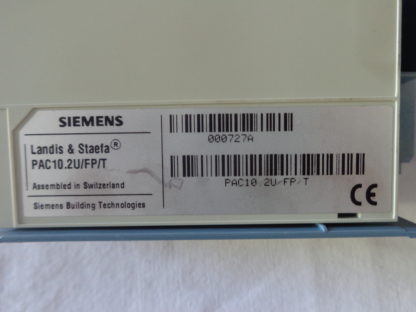 SIEMENS
Landis & Staefa®
PAC10.2U/FP/T
Assembled in Switzerland
Siemens Building Technologies
000727A
PAC10 2U/FP/T
CE